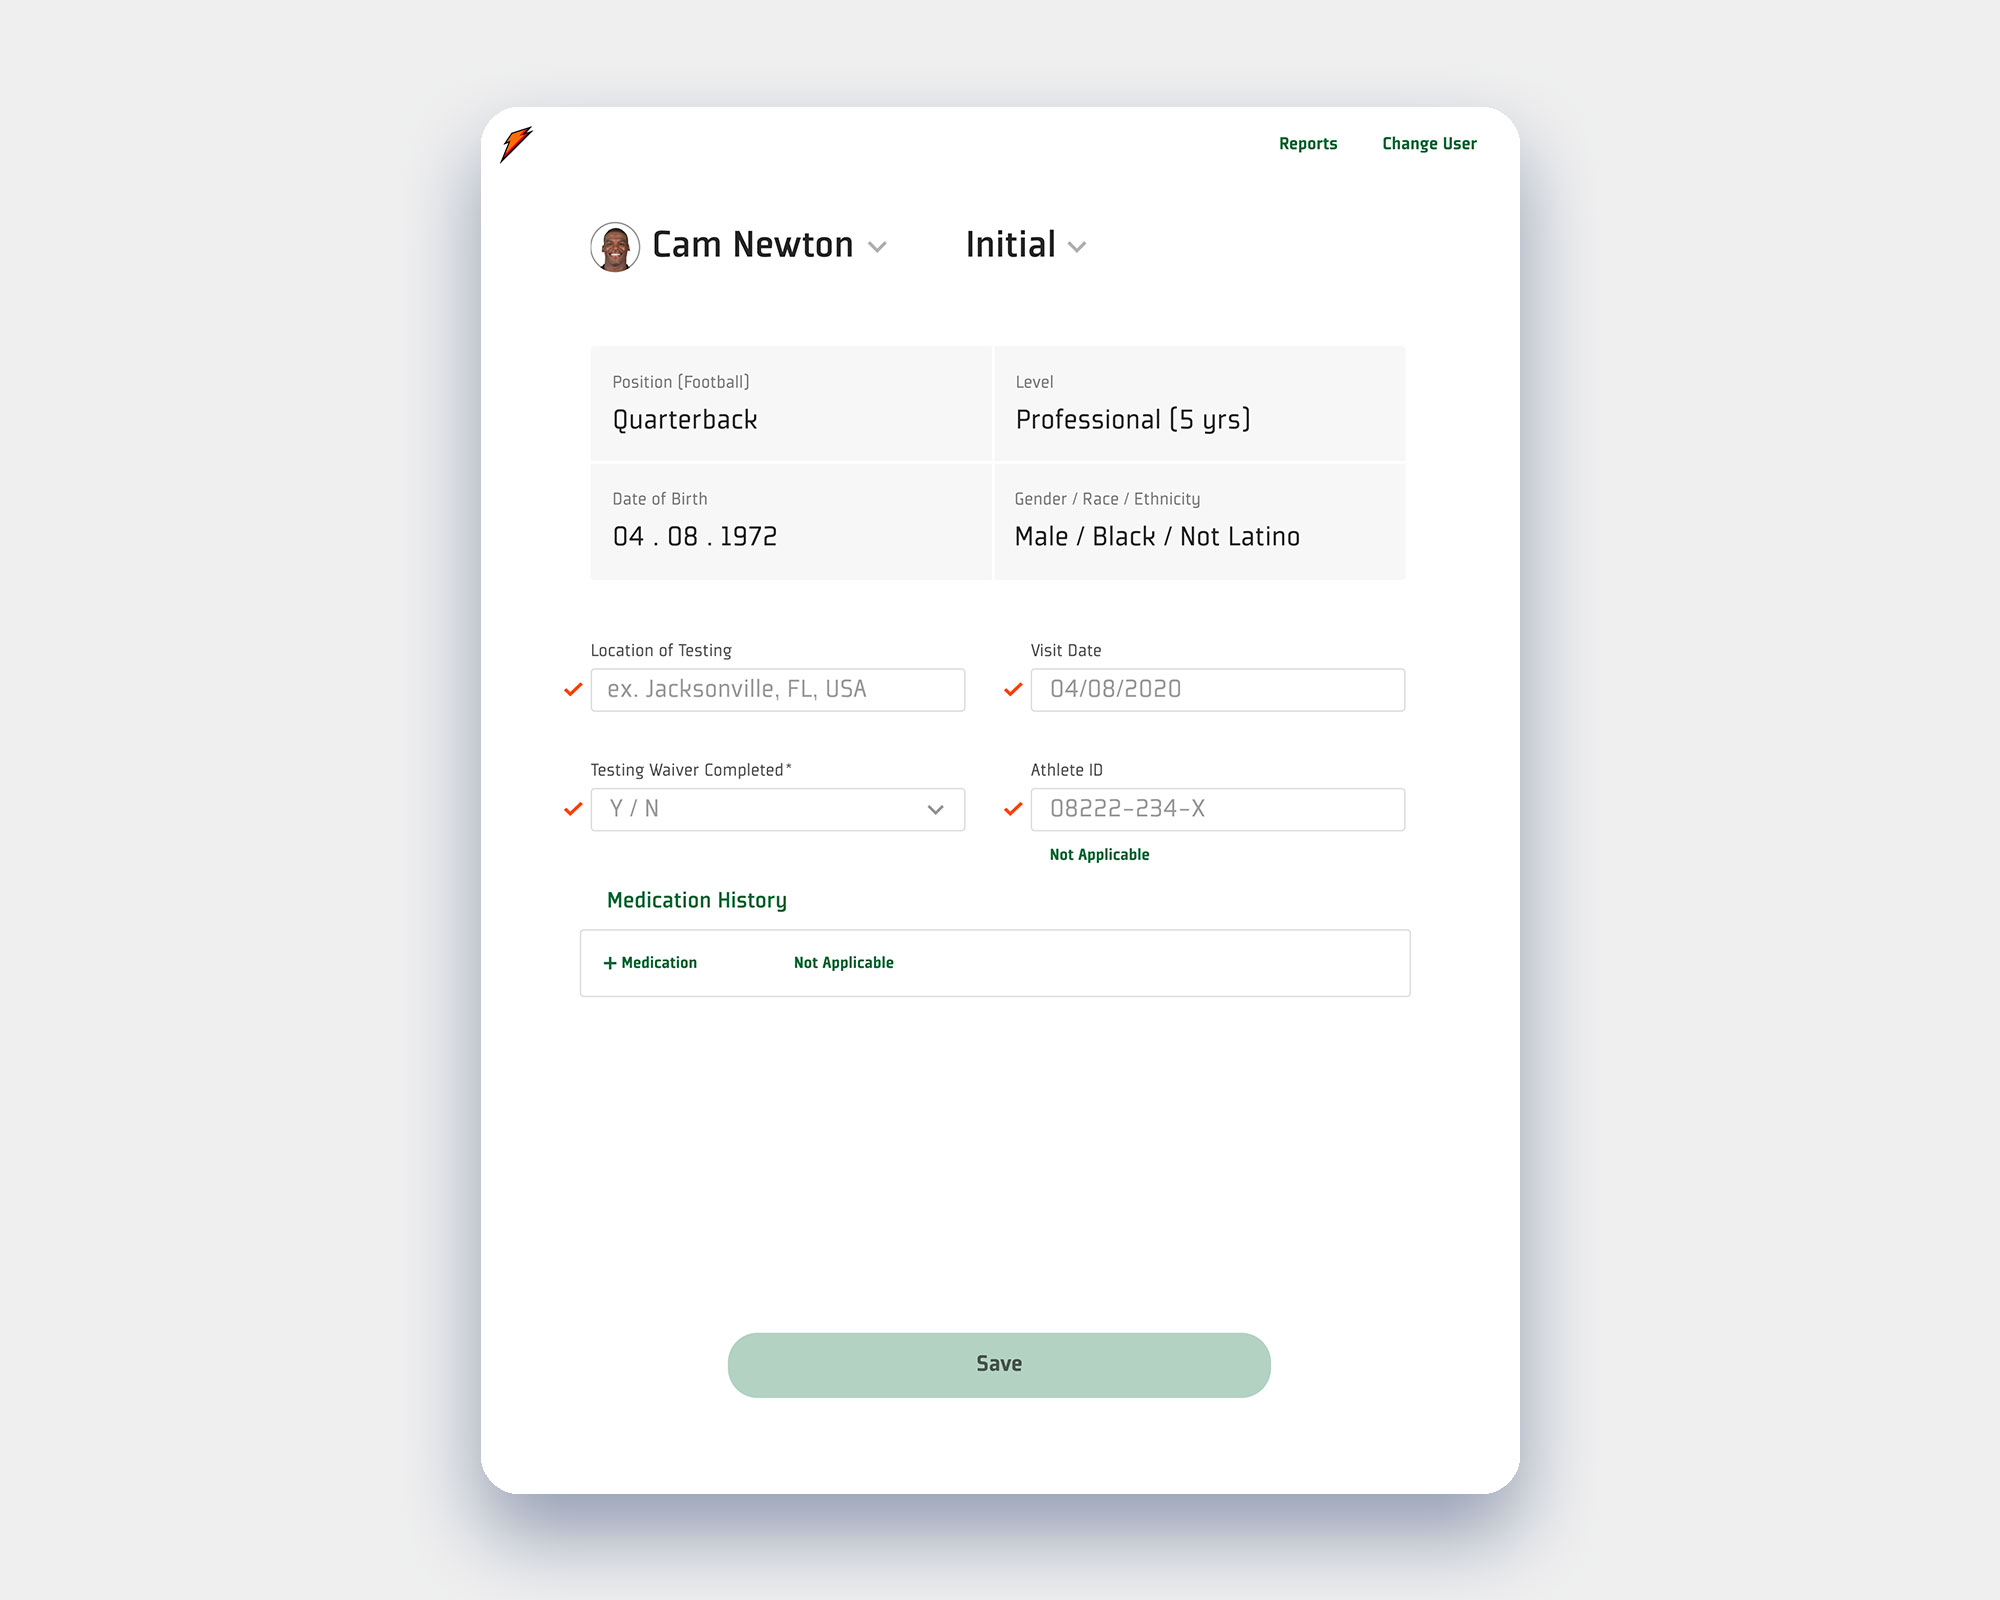 Reports Change User
Cam Newton Initial
Position (Football) Level
Quarterback Professional (5 yrs)
Date of Birth Gender / Race / Ethnicity
04 . 08 . 1972 Male / Black / Not Latino
Location of Testing Visit Date
ex. Jacksonville, FL, USA 04/08/2020
Testing Waiver Completed* Athlete ID
Y / N 08222-234-X
Not Applicable
Medication History
+ Medication Not Applicable
Save